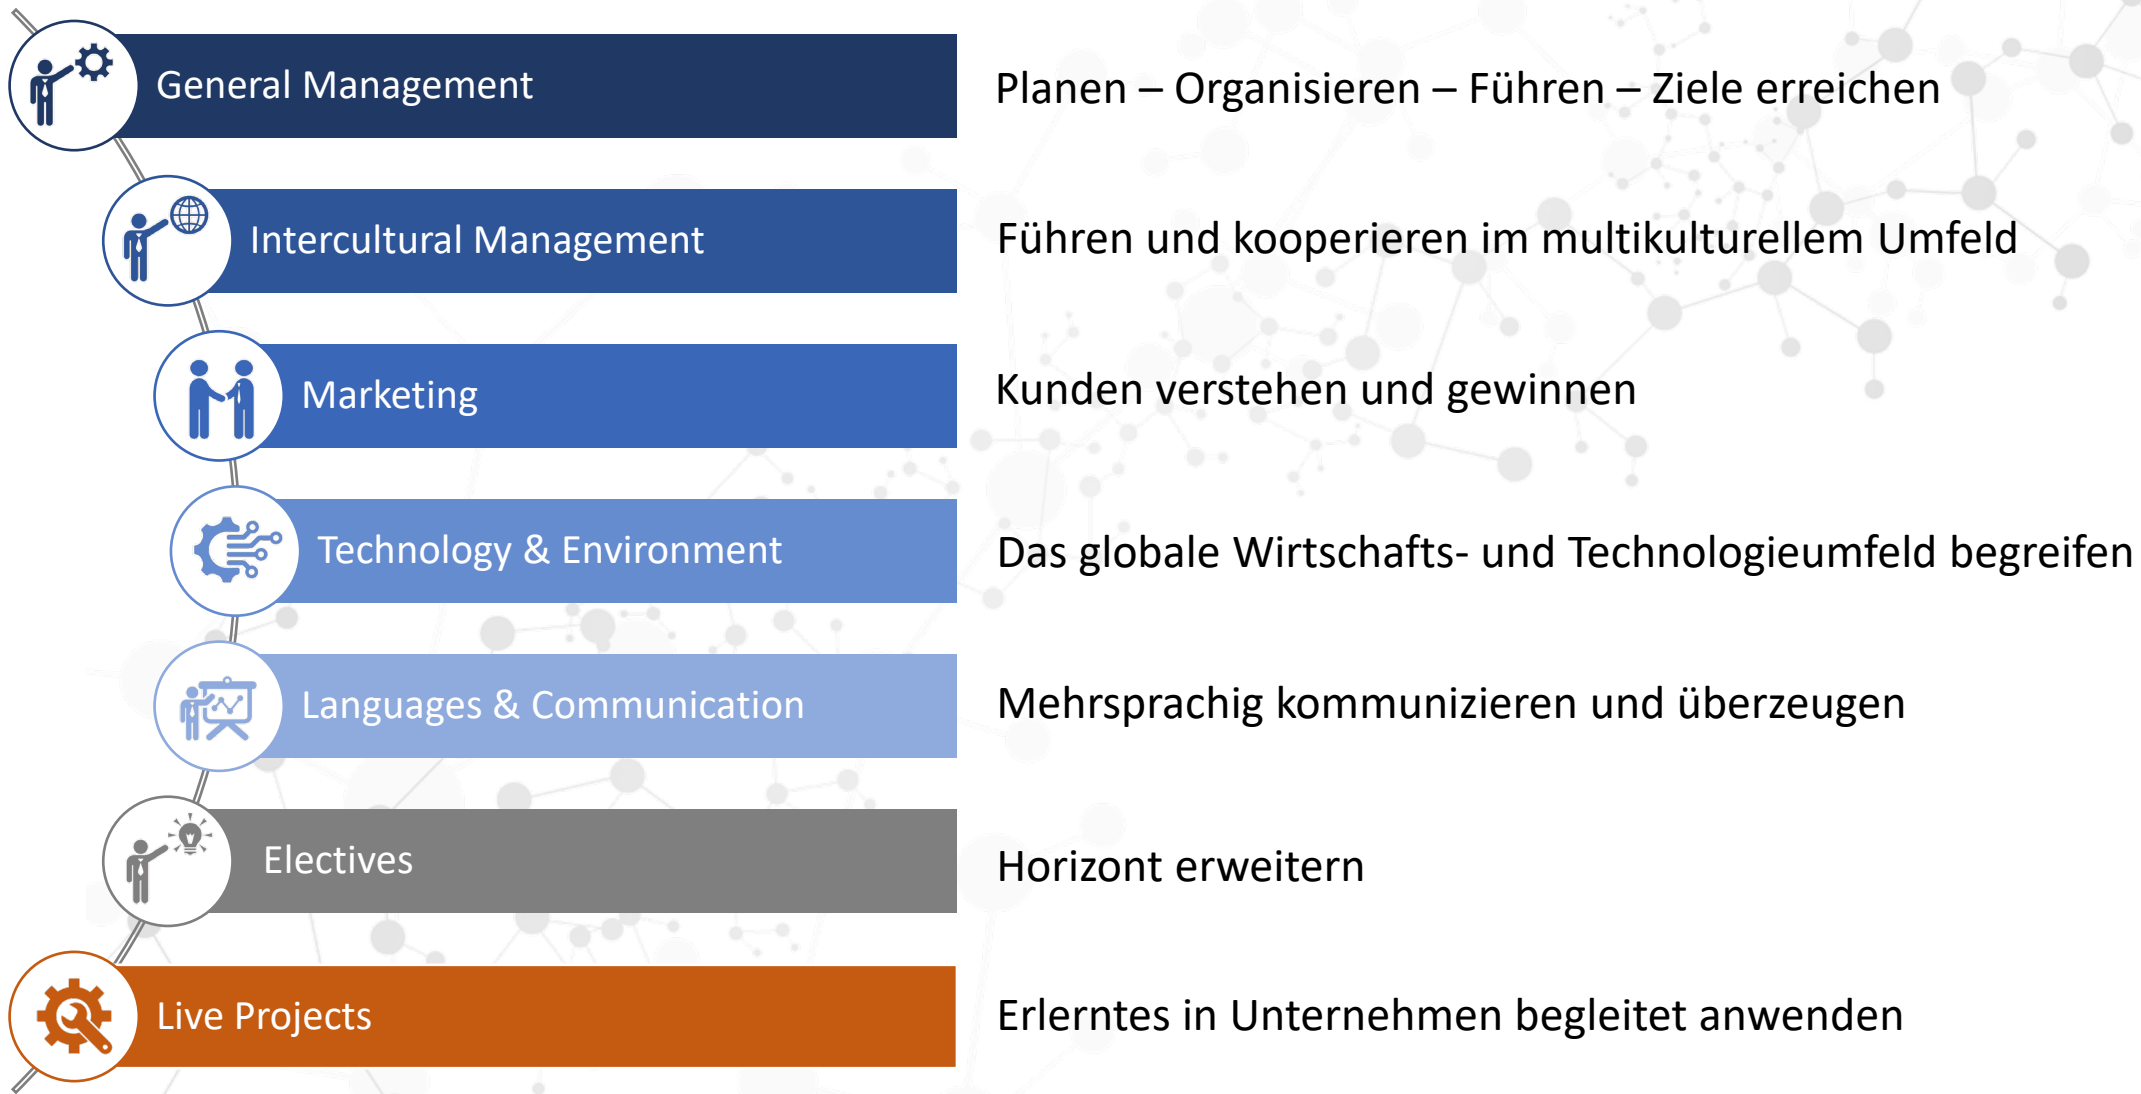 General Management
Planen – Organisieren – Führen – Ziele erreichen
Intercultural Management
Führen und kooperieren im multikulturellem Umfeld
Marketing
Kunden verstehen und gewinnen
Technology & Environment
Das globale Wirtschafts- und Technologieumfeld begreifen
Languages & Communication
Mehrsprachig kommunizieren und überzeugen
Electives
Horizont erweitern
Live Projects
Erlerntes in Unternehmen begleitet anwenden